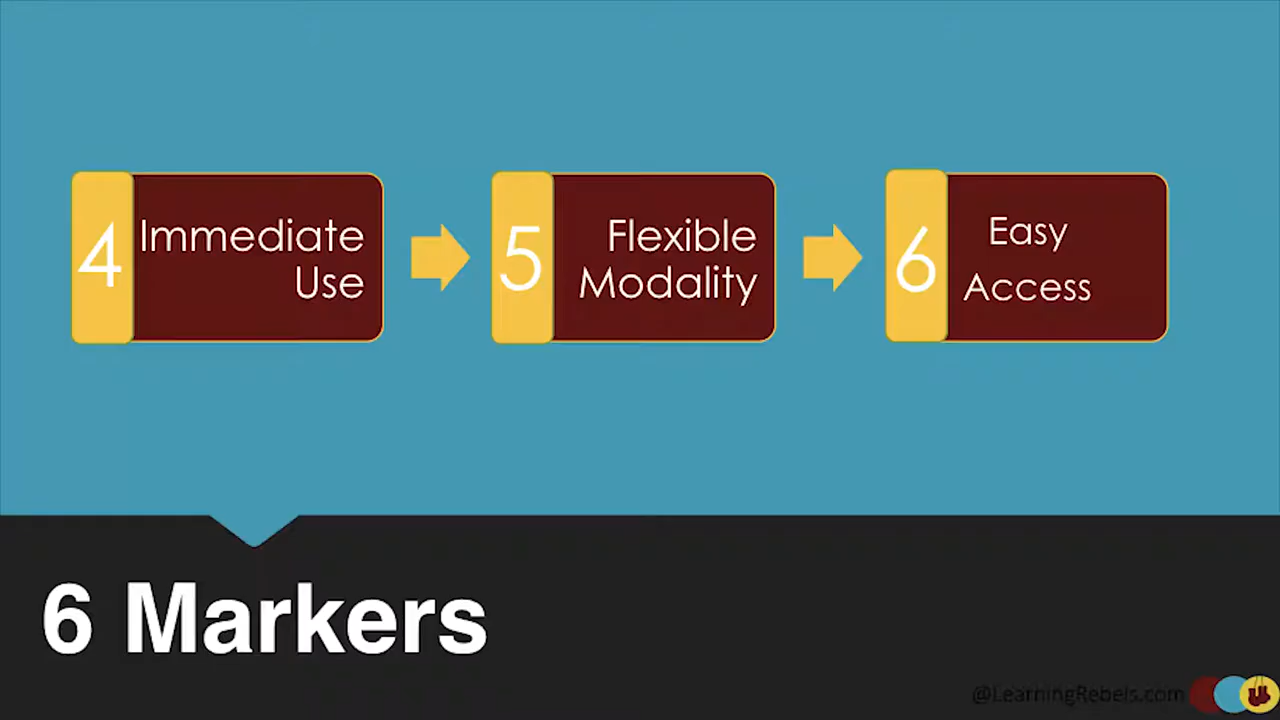 4
Immediate
Use
5
Flexible
Modality
6
Easy
Access
6 Markers
@LearningRebels.com